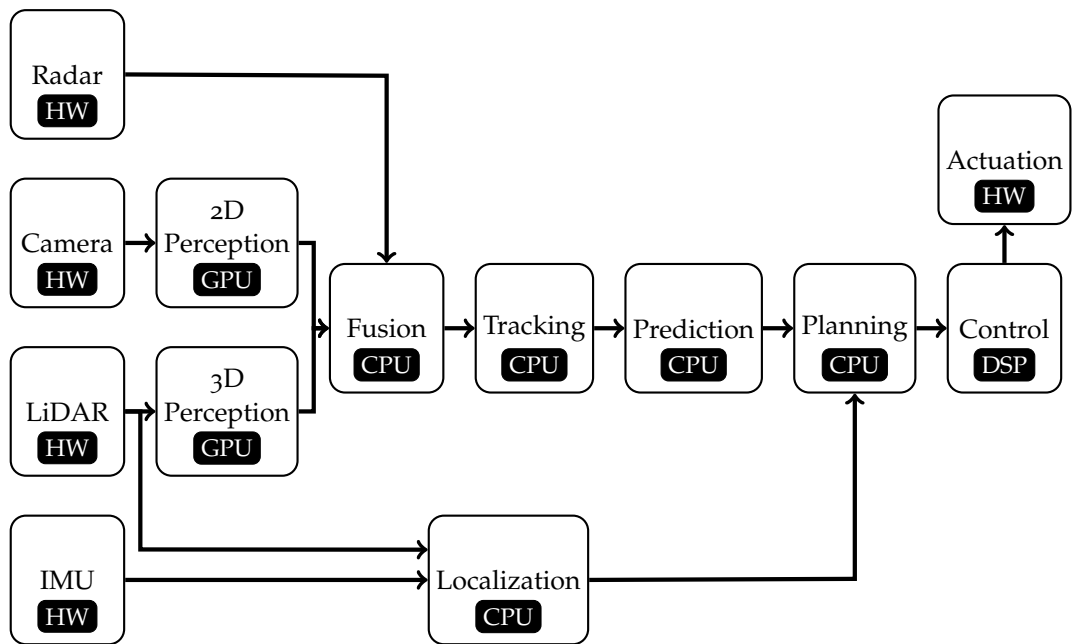 Radar
HW
Camera
HW
2D
Perception
GPU
LiDAR
HW
3D
Perception
GPU
IMU
HW
Fusion
CPU
Tracking
CPU
Prediction
CPU
Planning
CPU
Control
DSP
Actuation
HW
Localization
CPU